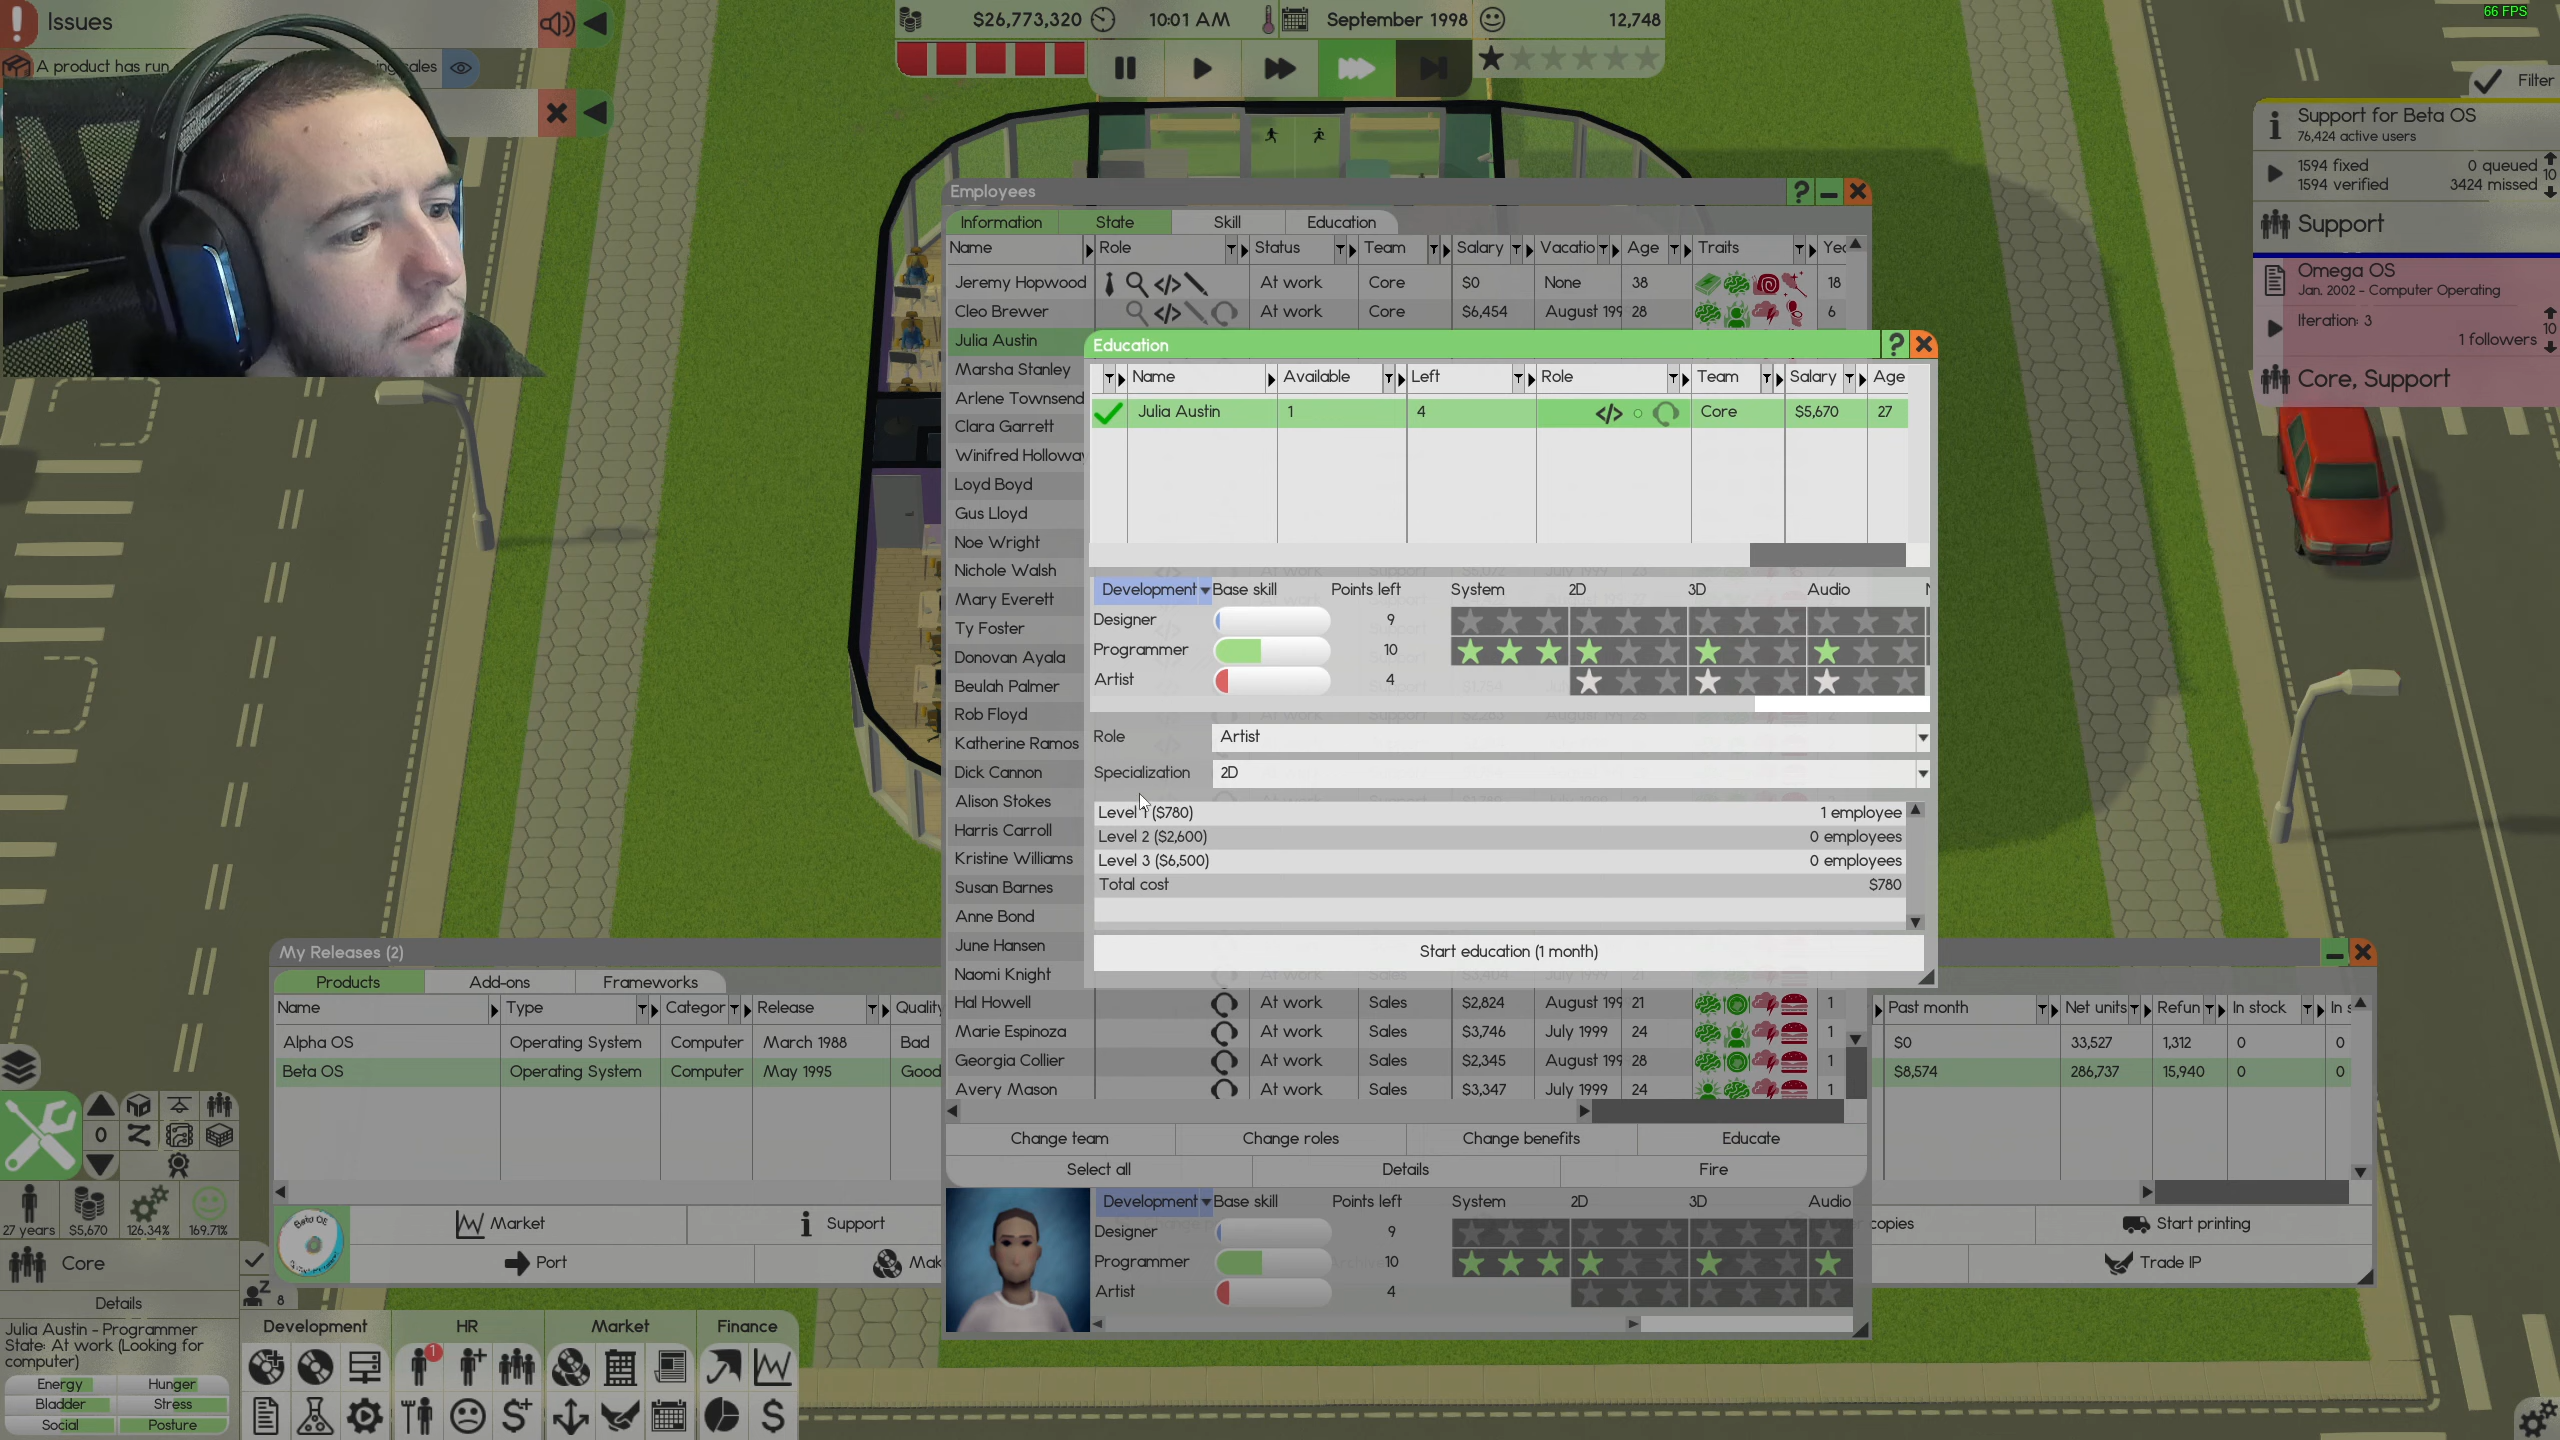 Issues
$26,773,320
10:01 AM
September 1998
12,748
66 FPS
A product has run
ing sales
Filter
Support for Beta OS
76,424 active users
1594 fixed
0 queued
1594 verified
3424 missed
10
Support
Omega OS
Jan. 2002 - Computer Operating
Iteration: 3
1 followers
10
Core, Support
Employees
?
Information State Skill Education
Name Role Status Team Salary Vacatio Age Traits Yea
Jeremy Hopwood At work Core $0 None 38 18
Cleo Brewer At work Core $6,454 August 199 28 6
Julia Austin
Marsha Stanley
Arlene Townsend
Clara Garrett
Winifred Holloway
Loyd Boyd
Gus Lloyd
Noe Wright
Nichole Walsh
Mary Everett
Ty Foster
Donovan Ayala
Beulah Palmer
Rob Floyd
Katherine Ramos
Dick Cannon
Alison Stokes
Harris Carroll
Kristine Williams
Susan Barnes
Anne Bond
June Hansen
Naomi Knight
Hal Howell At work Sales $2,824 August 199 21 1
Marie Espinoza At work Sales $3,746 July 1999 24 1
Georgia Collier At work Sales $2,345 August 199 28 1
Avery Mason At work Sales $3,347 July 1999 24 1
Change team Change roles Change benefits Educate
Select all Details Fire
Development Base skill Points left System 2D 3D Audio
Designer 9
Programmer 10
Artist 4
Education
?
Name Available Left Role Team Salary Age
Julia Austin 1 4 Core $5,670 27
Development Base skill Points left System 2D 3D Audio
Designer 9
Programmer 10
Artist 4
Role Artist
Specialization 2D
Level 1 ($780) 1 employee
Level 2 ($2,600) 0 employees
Level 3 ($6,500) 0 employees
Total cost $780
Start education (1 month)
My Releases (2)
Products Add-ons Frameworks
Name Type Categor Release Quality
Alpha OS Operating System Computer March 1988 Bad
Beta OS Operating System Computer May 1995 Good
Past month Net units Refun In stock In s
$0 33,527 1,312 0 0
$8,574 286,737 15,940 0 0
Beta OS
Market Support
Port Mak
copies Start printing
Trade IP
0
27 years $5,670 126.34% 169.71%
Core
Details
8
Julia Austin - Programmer
State: At work (Looking for
computer)
Energy Hunger
Bladder Stress
Social Posture
Development HR Market Finance
1